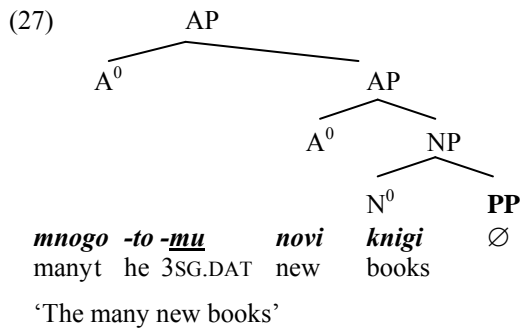 (27) AP
A⁰ AP
A⁰ NP
N⁰ PP
mnogo -to -mu novi knigi ∅
manyt he 3SG.DAT new books
‘The many new books’